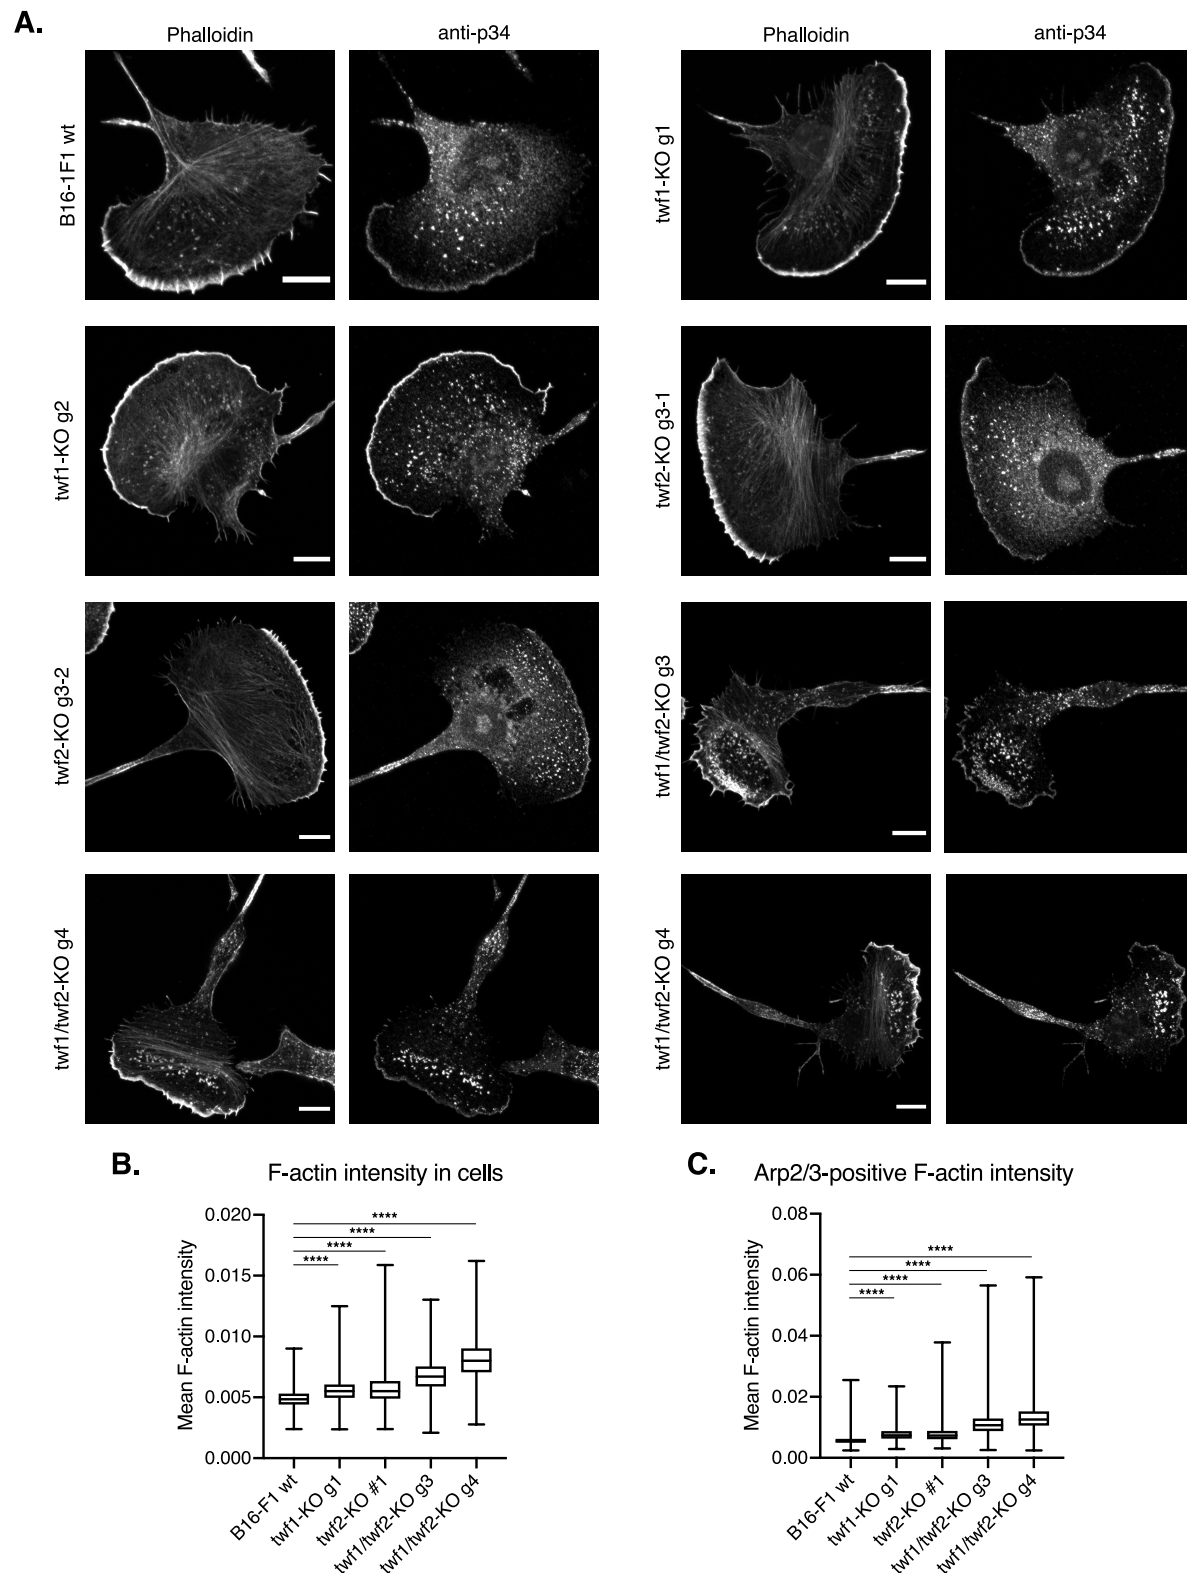 A.
Phalloidin
anti-p34
Phalloidin
anti-p34
B16-1F1 wt
twf1-KO g1
twf1-KO g2
twf2-KO g3-1
twf2-KO g3-2
twf1/twf2-KO g3
twf1/twf2-KO g4
twf1/twf2-KO g4
B.
F-actin intensity in cells
Mean F-actin intensity
0.020
0.015
0.010
0.005
0.000
****
****
****
****
B16-F1 wt
twf1-KO g1
twf2-KO #1
twf1/twf2-KO g3
twf1/twf2-KO g4
C.
Arp2/3-positive F-actin intensity
Mean F-actin intensity
0.08
0.06
0.04
0.02
0.00
****
****
****
****
B16-F1 wt
twf1-KO g1
twf2-KO #1
twf1/twf2-KO g3
twf1/twf2-KO g4